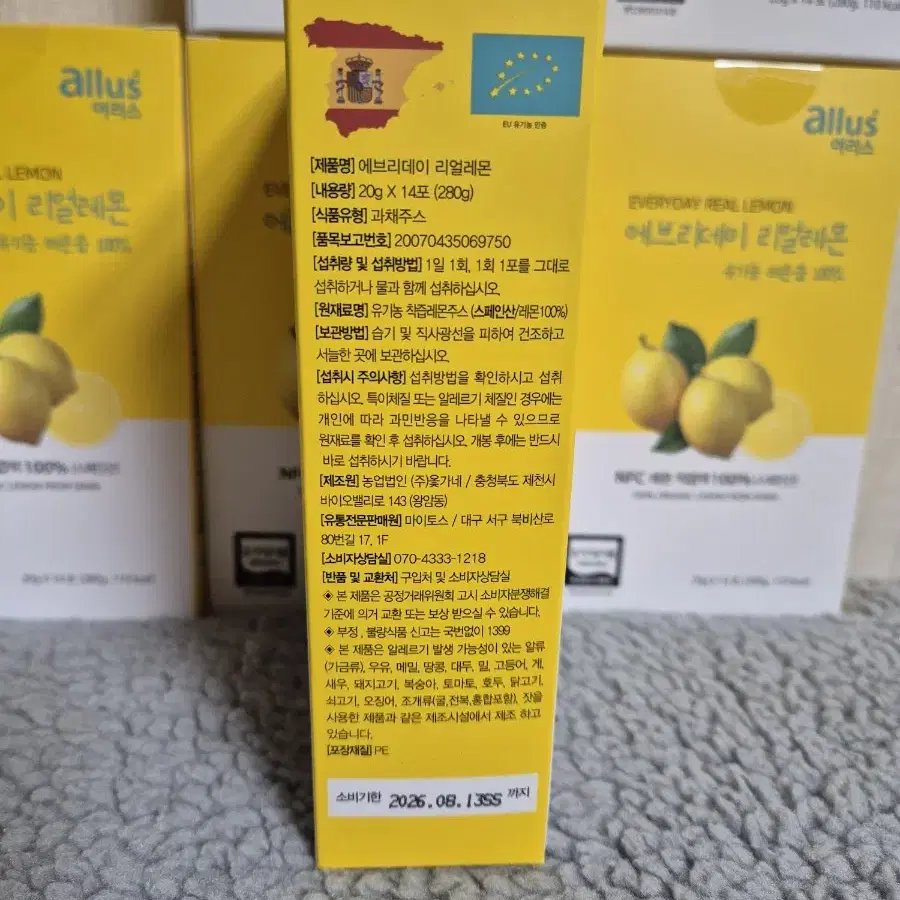 20g X 14포 (280g, 110 kcal)
allus
어러스
LEMON
이 리얼레몬
100%
EU 유기농 인증
[제품명] 에브리데이 리얼레몬
[내용량] 20g X 14포 (280g)
[식품유형] 과채주스
[품목보고번호] 20070435069750
[섭취량 및 섭취방법] 1일 1회, 1회 1포를 그대로
섭취하거나 물과 함께 섭취하십시오.
[원재료명] 유기농 착즙레몬주스 (스페인산/레몬100%)
[보관방법] 습기 및 직사광선을 피하여 건조하고
서늘한 곳에 보관하십시오.
[섭취시 주의사항] 섭취방법을 확인하시고 섭취
하십시오. 특이체질 또는 알레르기 체질인 경우에는
개인에 따라 과민반응을 나타낼 수 있으므로
원재료를 확인 후 섭취하십시오. 개봉 후에는 반드시
바로 섭취하시기 바랍니다.
[제조원] 농업법인 (주)옻가네 / 충청북도 제천시
바이오밸리로 143 (왕암동)
[유통전문판매원] 마이토스 / 대구 서구 북비산로
80번길 17, 1F
[소비자상담실] 070-4333-1218
[반품 및 교환처] 구입처 및 소비자상담실
◈ 본 제품은 공정거래위원회 고시 소비자분쟁해결
기준에 의거 교환 또는 보상 받으실 수 있습니다.
◈ 부정, 불량식품 신고는 국번없이 1399
◈ 본 제품은 알레르기 발생 가능성이 있는 알류
(가금류), 우유, 메밀, 땅콩, 대두, 밀, 고등어, 게,
새우, 돼지고기, 복숭아, 토마토, 호두, 닭고기,
쇠고기, 오징어, 조개류(굴,전복,홍합포함), 잣을
사용한 제품과 같은 제조시설에서 제조 하고
있습니다.
[포장재질] PE
소비기한 2026.08.13SS 까지
allus
어러스
EVERYDAY REAL LEMON
에브리데이 리얼레몬
유기농 레몬즙 100%